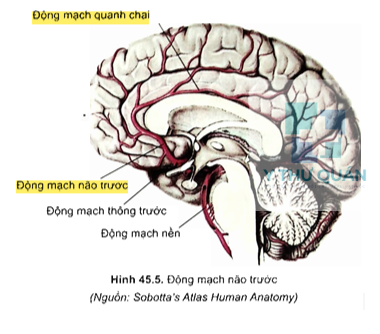 Động mạch quanh chai
Y THƯ QUÁN
Động mạch não trước
Động mạch thông trước
Động mạch nền
Hình 45.5. Động mạch não trước
(Nguồn: Sobotta's Atlas Human Anatomy)